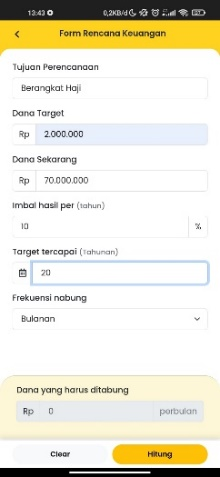 13:43
0,2KB/d
Form Rencana Keuangan
Tujuan Perencanaan
Berangkat Haji
Dana Target
Rp 2.000.000
Dana Sekarang
Rp 70.000.000
Imbal hasil per (tahun)
10 %
Target tercapai (Tahunan)
20
Frekuensi nabung
Bulanan
Dana yang harus ditabung
Rp 0 perbulan
Clear Hitung